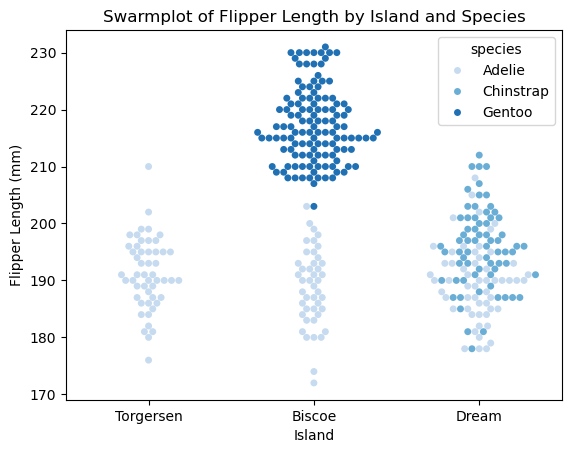 Swarmplot of Flipper Length by Island and Species
species
Adelie
Chinstrap
Gentoo
Flipper Length (mm)
230
220
210
200
190
180
170
Torgersen
Biscoe
Dream
Island